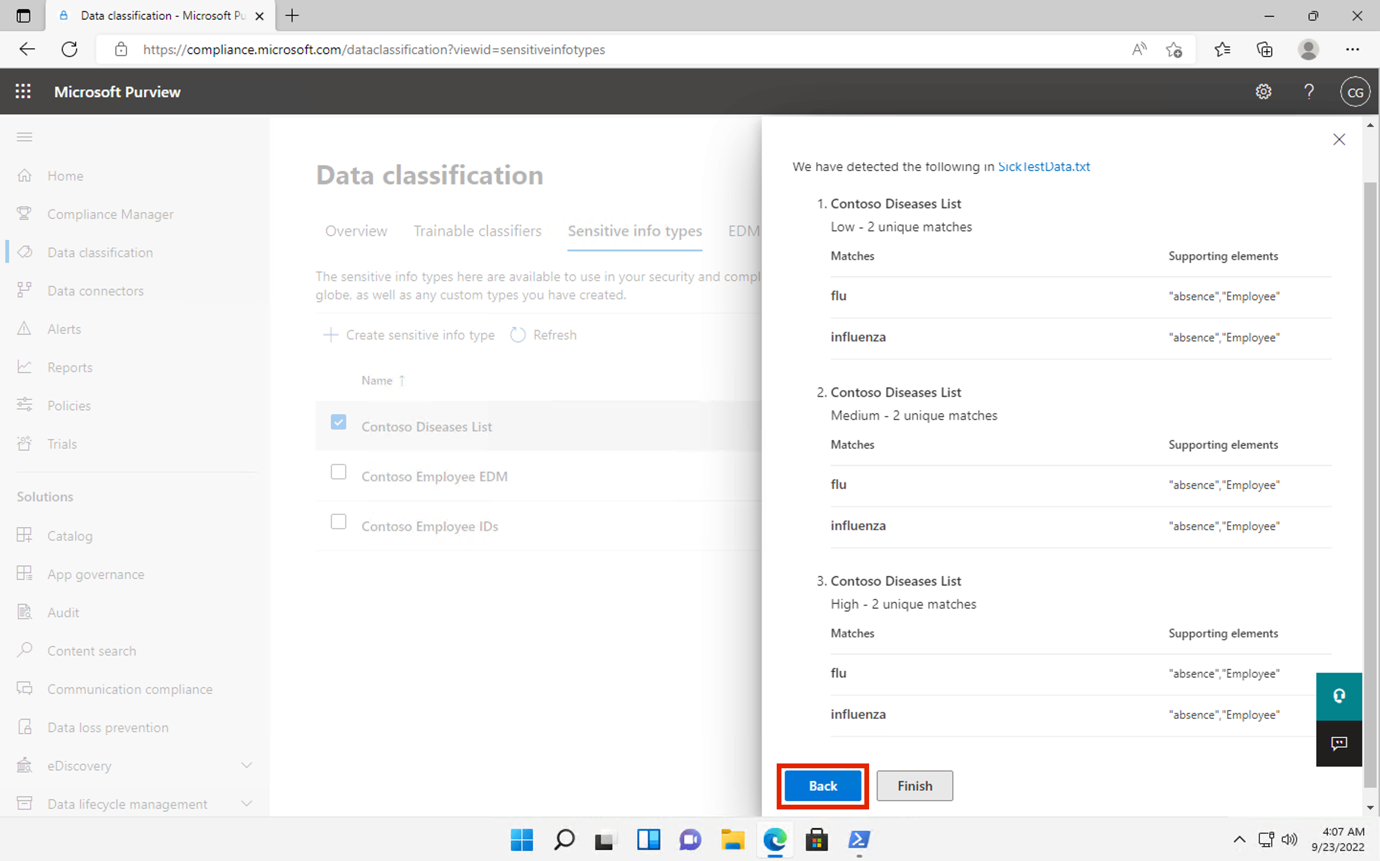 Data classification - Microsoft Pu
https://compliance.microsoft.com/dataclassification?viewid=sensitiveinfotypes
Microsoft Purview
CG
Home
Compliance Manager
Data classification
Data connectors
Alerts
Reports
Policies
Trials
Solutions
Catalog
App governance
Audit
Content search
Communication compliance
Data loss prevention
eDiscovery
Data lifecycle management
Data classification
Overview Trainable classifiers Sensitive info types EDM
The sensitive info types here are available to use in your security and compl
globe, as well as any custom types you have created.
Create sensitive info type Refresh
Name ↑
Contoso Diseases List
Contoso Employee EDM
Contoso Employee IDs
We have detected the following in SickTestData.txt
1. Contoso Diseases List
Low - 2 unique matches
Matches Supporting elements
flu "absence","Employee"
influenza "absence","Employee"
2. Contoso Diseases List
Medium - 2 unique matches
Matches Supporting elements
flu "absence","Employee"
influenza "absence","Employee"
3. Contoso Diseases List
High - 2 unique matches
Matches Supporting elements
flu "absence","Employee"
influenza "absence","Employee"
Back Finish
4:07 AM
9/23/2022